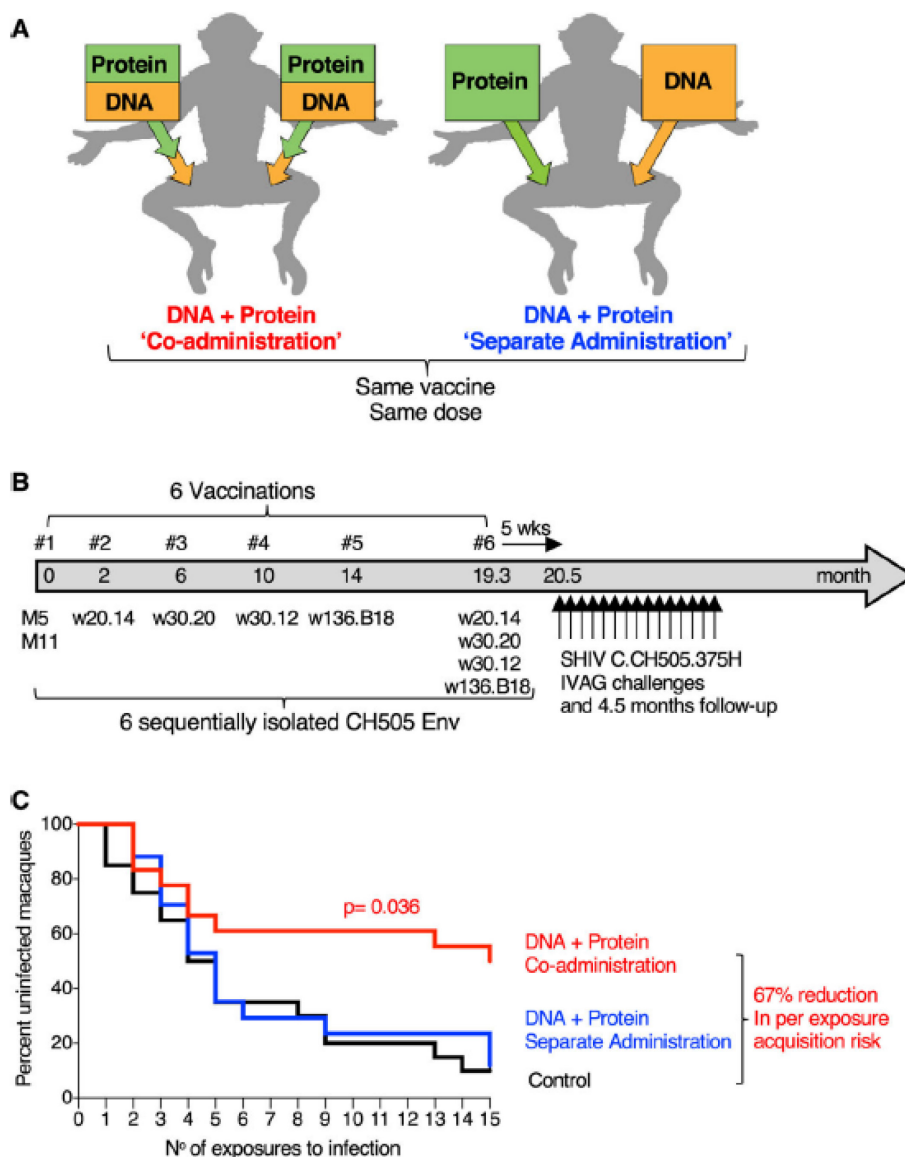 A
Protein
DNA
Protein
DNA
Protein
DNA
DNA + Protein
'Co-administration'
DNA + Protein
'Separate Administration'
Same vaccine
Same dose
B
6 Vaccinations
5 wks
#1 #2 #3 #4 #5 #6
0 2 6 10 14 19.3 20.5 month
M5 w20.14 w30.20 w30.12 w136.B18 w20.14
M11 w30.20
w30.12
w136.B18
SHIV C.CH505.375H
IVAG challenges
and 4.5 months follow-up
6 sequentially isolated CH505 Env
C
Percent uninfected macaques
100
80
60
40
20
0
p= 0.036
DNA + Protein
Co-administration
DNA + Protein
Separate Administration
Control
67% reduction
In per exposure
acquisition risk
0 1 2 3 4 5 6 7 8 9 10 11 12 13 14 15
Nº of exposures to infection